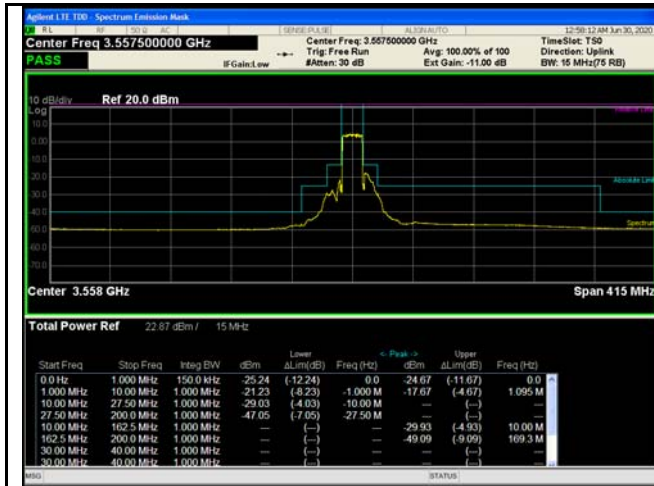 Agilent LTE TDD - Spectrum Emission Mask
RL RF 50 Ω AC SENSE:PULSE ALIGN AUTO 12:58:12 AM Jun 30, 2020
Center Freq 3.557500000 GHz Center Freq: 3.557500000 GHz TimeSlot: TS0
Trig: Free Run Avg: 100.00% of 100 Direction: Uplink
PASS IFGain:Low #Atten: 30 dB Ext Gain: -11.00 dB BW: 15 MHz(75 RB)
10 dB/div Ref 20.0 dBm
Log
10.0
0.00
10.0
20.0
30.0
40.0
60.0
70.0
Absolute Limit
Spectrum
Center 3.558 GHz Span 415 MHz
Total Power Ref 22.87 dBm / 15 MHz
Lower <- Peak -> Upper
Start Freq Stop Freq Integ BW dBm ΔLim(dB) Freq (Hz) dBm ΔLim(dB) Freq (Hz)
0.0 Hz 1.000 MHz 150.0 kHz -25.24 (-12.24) 0.0 -24.67 (-11.67) 0.0
1.000 MHz 10.00 MHz 1.000 MHz -21.23 (-8.23) -1.000 M -17.67 (-4.67) 1.095 M
10.00 MHz 27.50 MHz 1.000 MHz -29.03 (-4.03) -10.00 M --- (---) ---
27.50 MHz 200.0 MHz 1.000 MHz -47.05 (-7.05) -27.50 M --- (---) ---
10.00 MHz 162.5 MHz 1.000 MHz --- (---) --- -29.93 (-4.93) 10.00 M
162.5 MHz 200.0 MHz 1.000 MHz --- (---) --- -49.09 (-9.09) 169.3 M
30.00 MHz 40.00 MHz 1.000 MHz --- (---) --- --- (---) ---
30.00 MHz 40.00 MHz 1.000 MHz --- (---) --- --- (---) ---
MSG STATUS